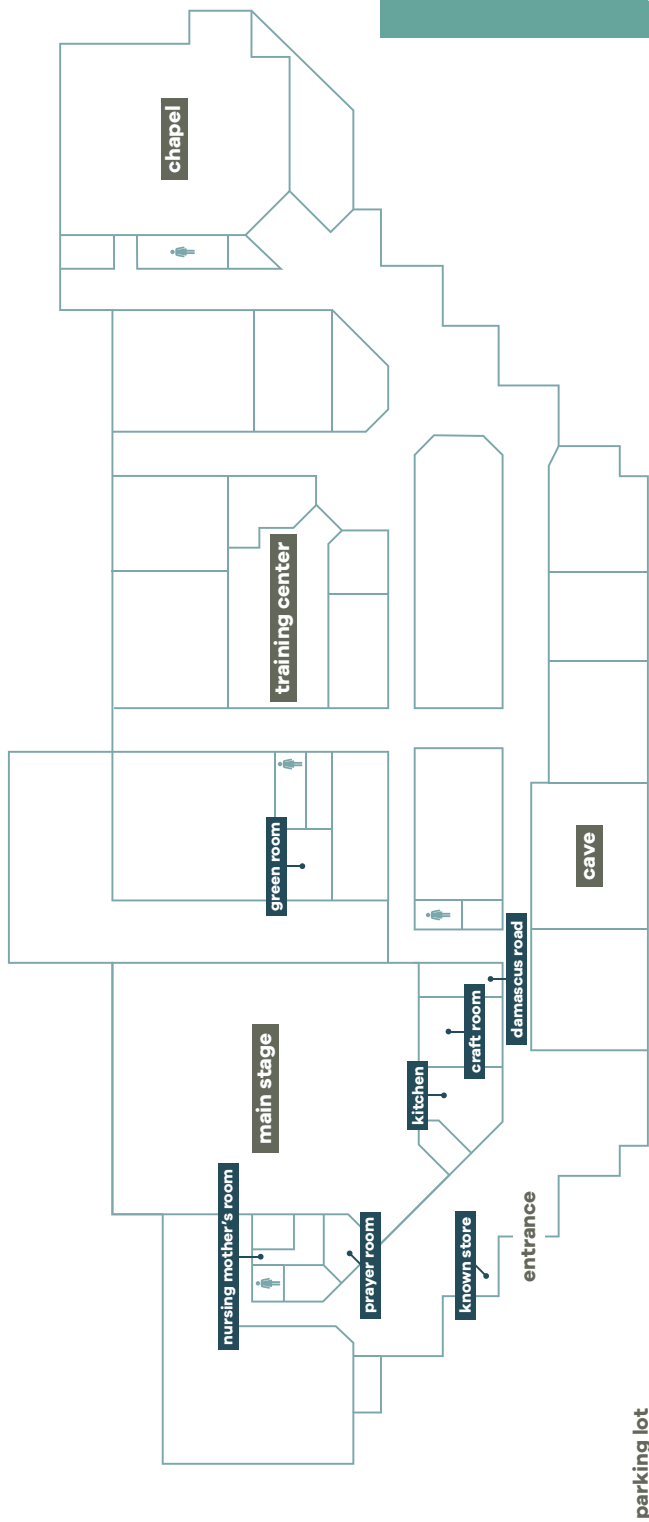 chapel
training center
green room
cave
damascus road
main stage
craft room
kitchen
nursing mother's room
prayer room
known store
entrance
parking lot